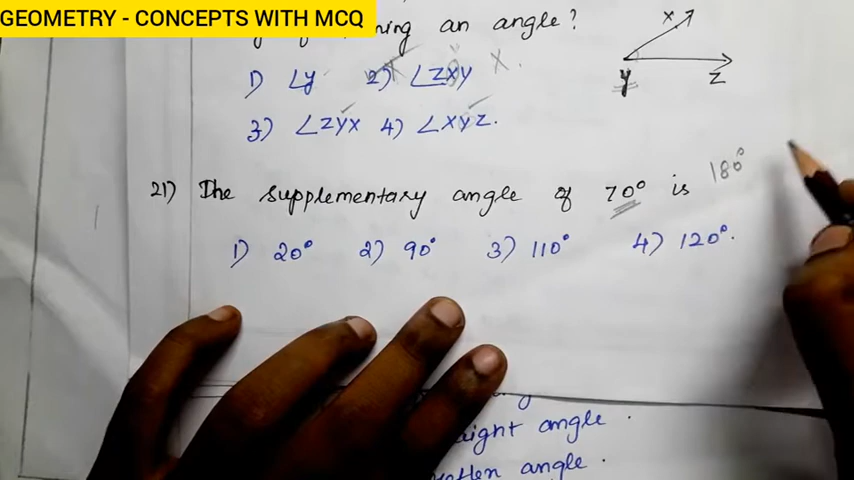 GEOMETRY - CONCEPTS WITH MCQ
an angle?
1) ∠y 2) ∠ZXY X.
3) ∠ZYX 4) ∠XYZ.
X
Y Z
21) The supplementary angle of 70° is 180°
1) 20° 2) 90° 3) 110° 4) 120°.
angle.
angle.